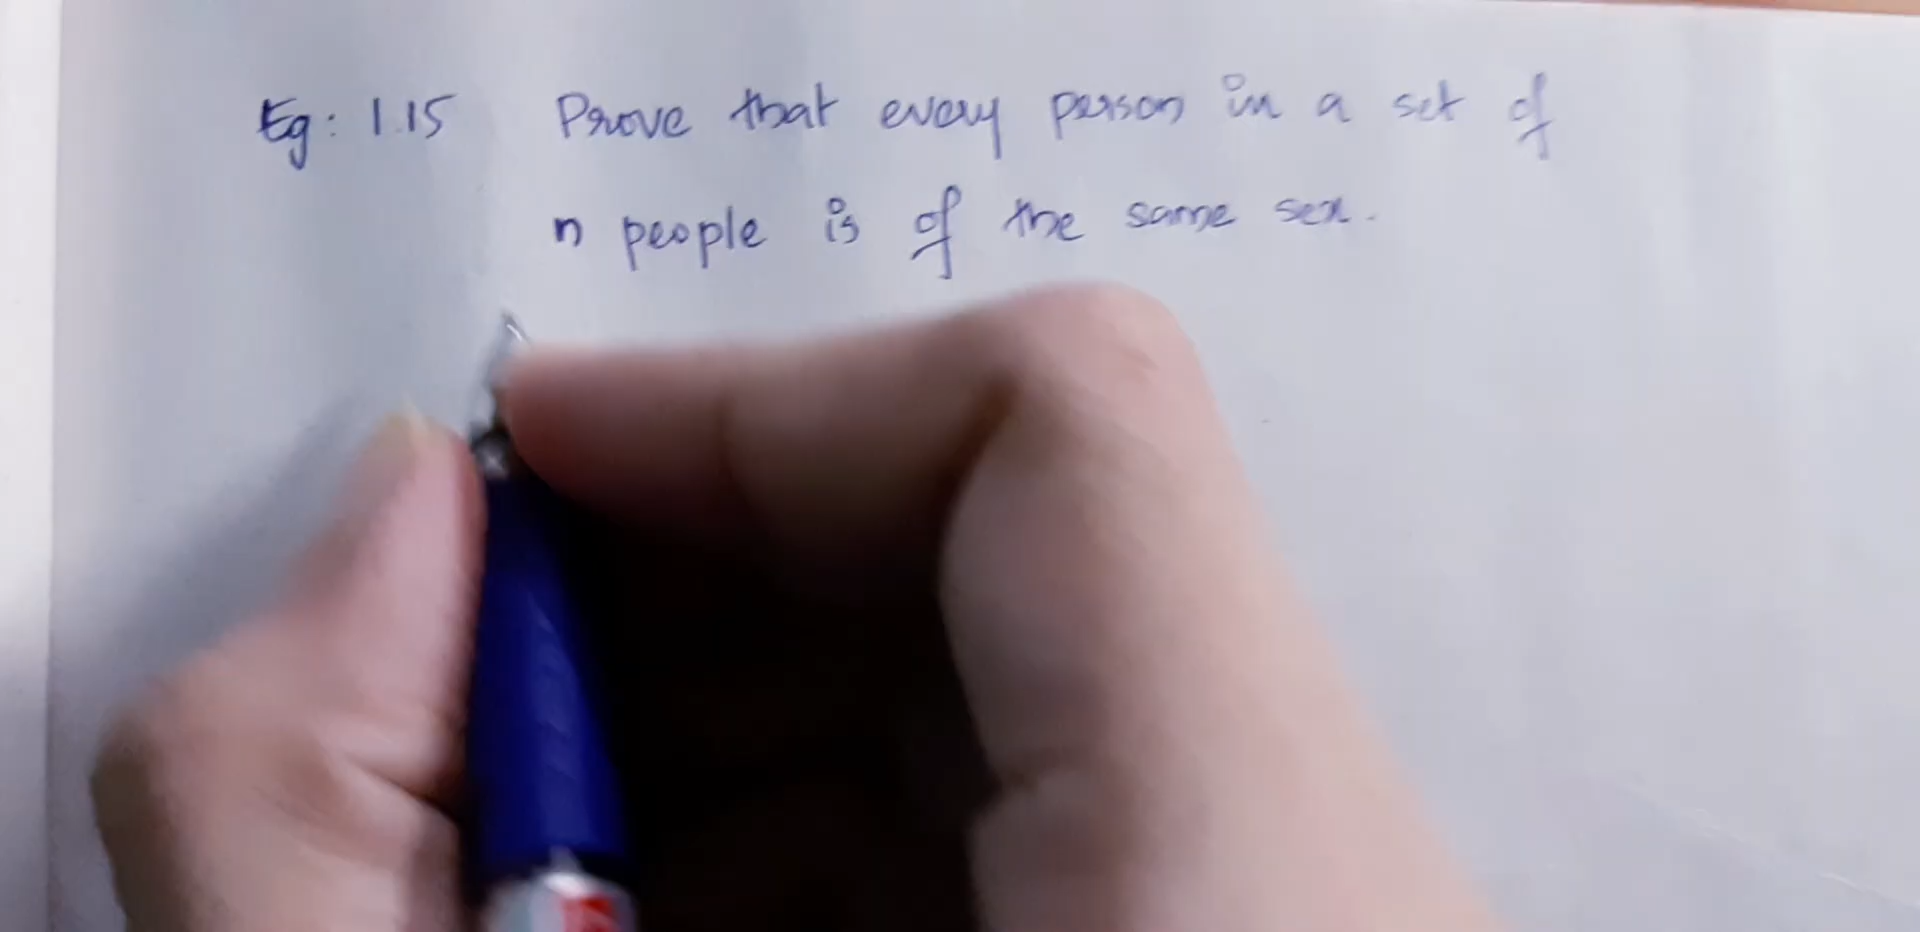 Eg: 1.15 Prove that every person in a set of
n people is of the same sex.